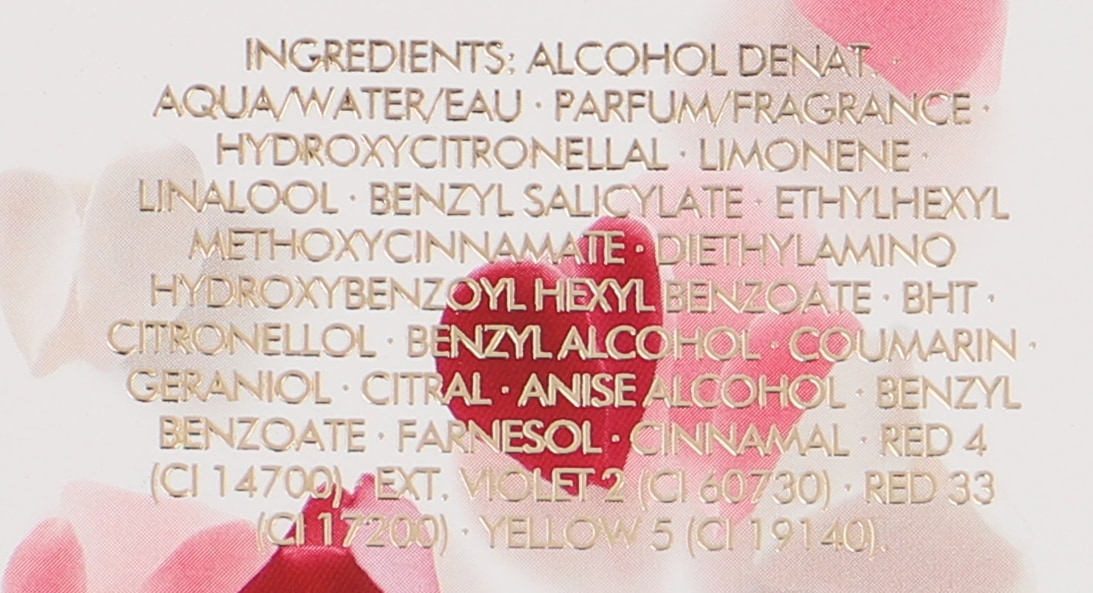 INGREDIENTS: ALCOHOL DENAT. ·
AQUA/WATER/EAU · PARFUM/FRAGRANCE ·
HYDROXYCITRONELLAL · LIMONENE ·
LINALOOL · BENZYL SALICYLATE · ETHYLHEXYL
METHOXYCINNAMATE · DIETHYLAMINO
HYDROXYBENZOYL HEXYL BENZOATE · BHT ·
CITRONELLOL · BENZYL ALCOHOL · COUMARIN ·
GERANIOL · CITRAL · ANISE ALCOHOL · BENZYL
BENZOATE · FARNESOL · CINNAMAL · RED 4
(CI 14700) · EXT. VIOLET 2 (CI 60730) · RED 33
(CI 17200) · YELLOW 5 (CI 19140).